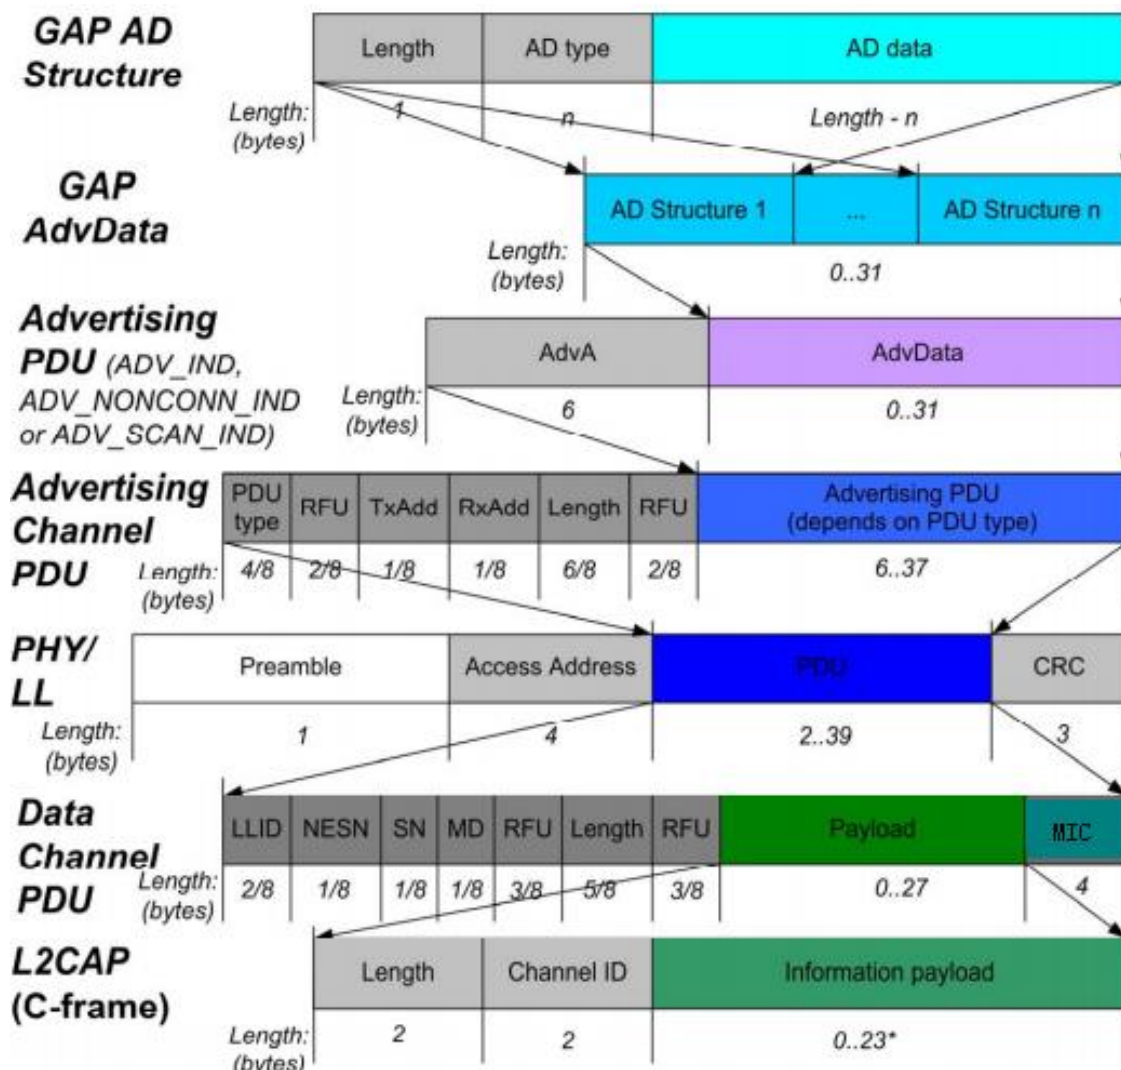 GAP AD
Structure
Length AD type AD data
Length:
(bytes)
1 n Length - n
GAP
AdvData
AD Structure 1 ... AD Structure n
Length:
(bytes)
0..31
Advertising
PDU (ADV_IND,
ADV_NONCONN_IND
or ADV_SCAN_IND)
AdvA AdvData
Length:
(bytes)
6 0..31
Advertising
Channel
PDU
PDU
type
RFU TxAdd RxAdd Length RFU
Advertising PDU
(depends on PDU type)
Length:
(bytes)
4/8 2/8 1/8 1/8 6/8 2/8 6..37
PHY/
LL
Preamble Access Address PDU CRC
Length:
(bytes)
1 4 2..39 3
Data
Channel
PDU
LLID NESN SN MD RFU Length RFU Payload MIC
Length:
(bytes)
2/8 1/8 1/8 1/8 3/8 5/8 3/8 0..27 4
L2CAP
(C-frame)
Length Channel ID Information payload
Length:
(bytes)
2 2 0..23*